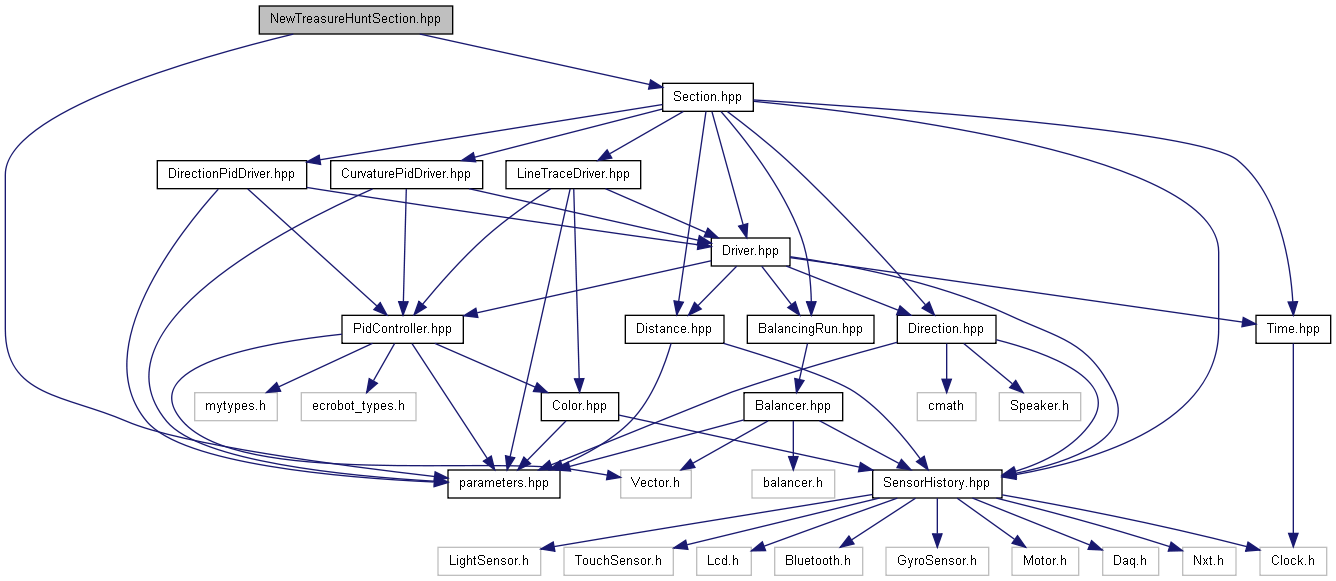 NewTreasureHuntSection.hpp
Section.hpp
DirectionPidDriver.hpp
CurvaturePidDriver.hpp
LineTraceDriver.hpp
Driver.hpp
PidController.hpp
Distance.hpp
BalancingRun.hpp
Direction.hpp
Time.hpp
mytypes.h
ecrobot_types.h
Color.hpp
Balancer.hpp
cmath
Speaker.h
parameters.hpp
Vector.h
balancer.h
SensorHistory.hpp
LightSensor.h
TouchSensor.h
Lcd.h
Bluetooth.h
GyroSensor.h
Motor.h
Daq.h
Nxt.h
Clock.h